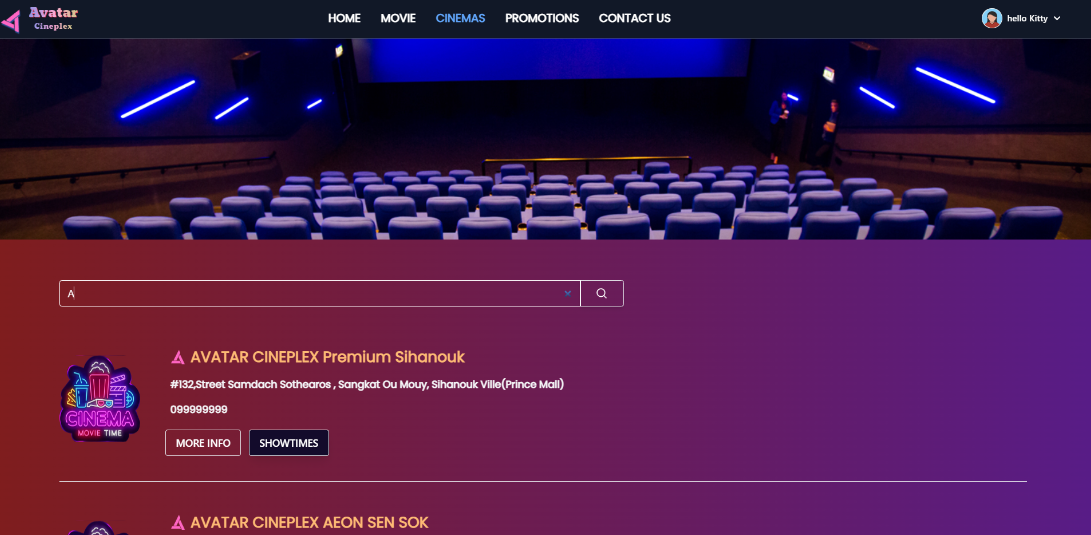 Avatar
Cineplex
HOME MOVIE CINEMAS PROMOTIONS CONTACT US
hello Kitty
A
AVATAR CINEPLEX Premium Sihanouk
#132,Street Samdach Sothearos , Sangkat Ou Mouy, Sihanouk Ville(Prince Mall)
099999999
CINEMA
MOVIE TIME
MORE INFO SHOWTIMES
AVATAR CINEPLEX AEON SEN SOK